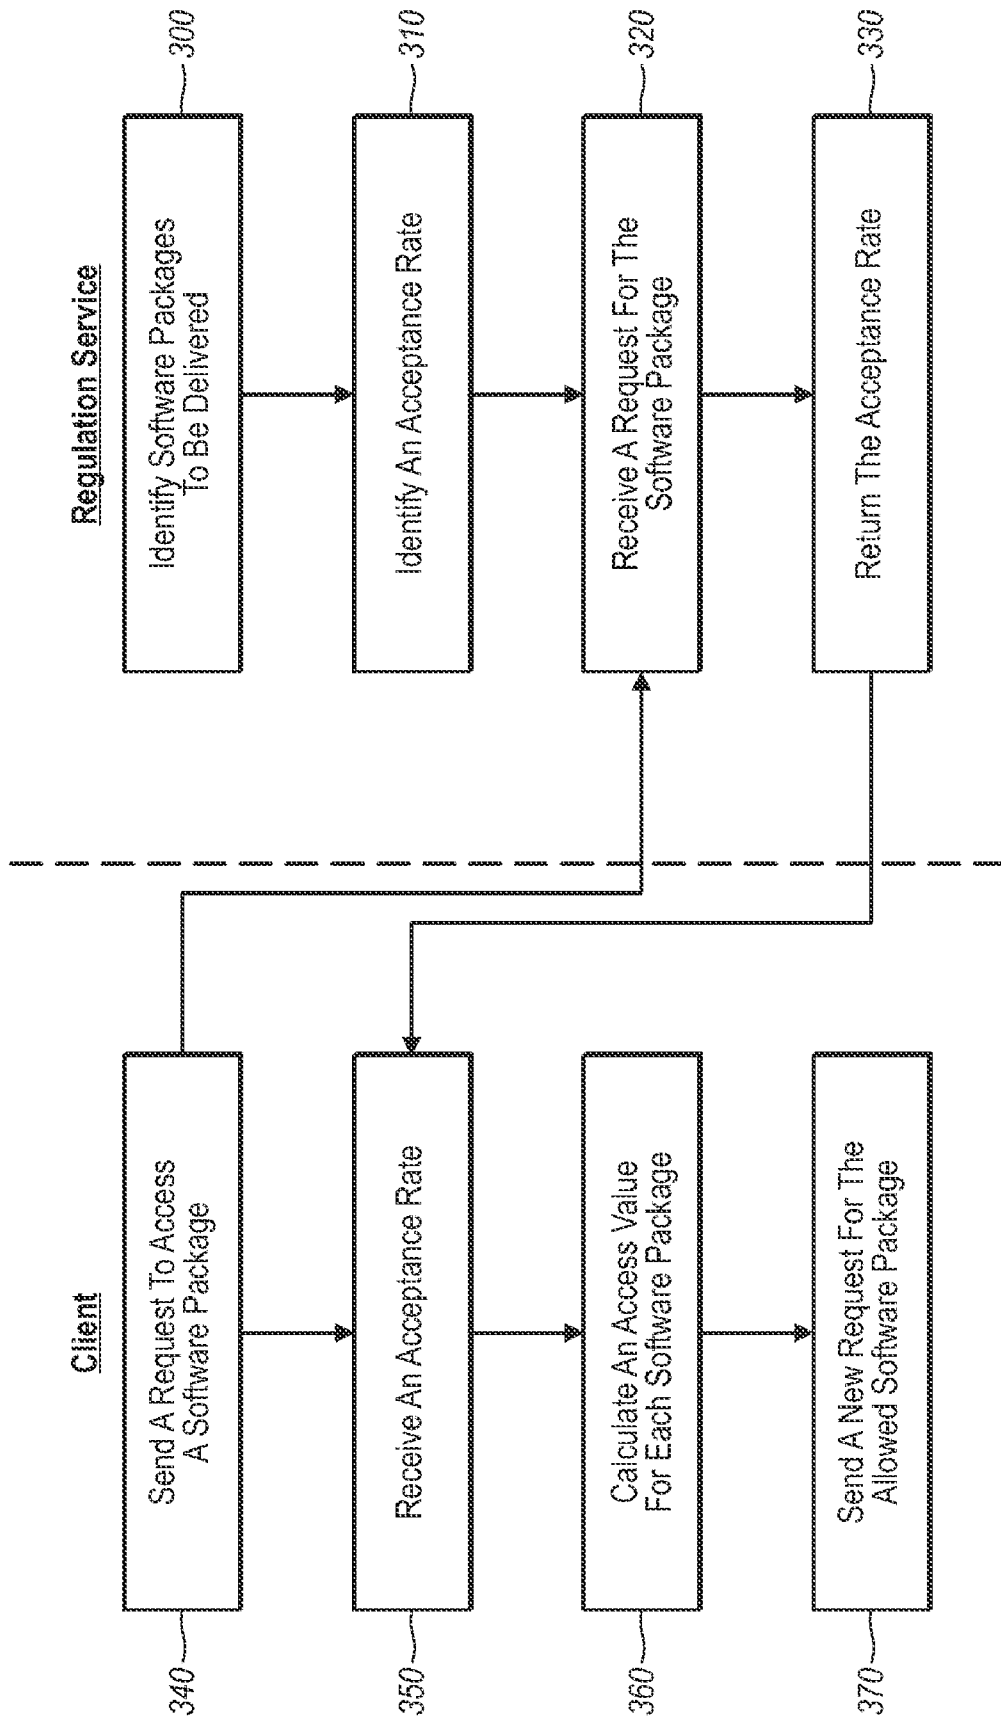 Client
340
Send A Request To Access
A Software Package
350
Receive An Acceptance Rate
360
Calculate An Access Value
For Each Software Package
370
Send A New Request For The
Allowed Software Package
Regulation Service
Identify Software Packages
To Be Delivered
300
Identify An Acceptance Rate
310
Receive A Request For The
Software Package
320
Return The Acceptance Rate
330